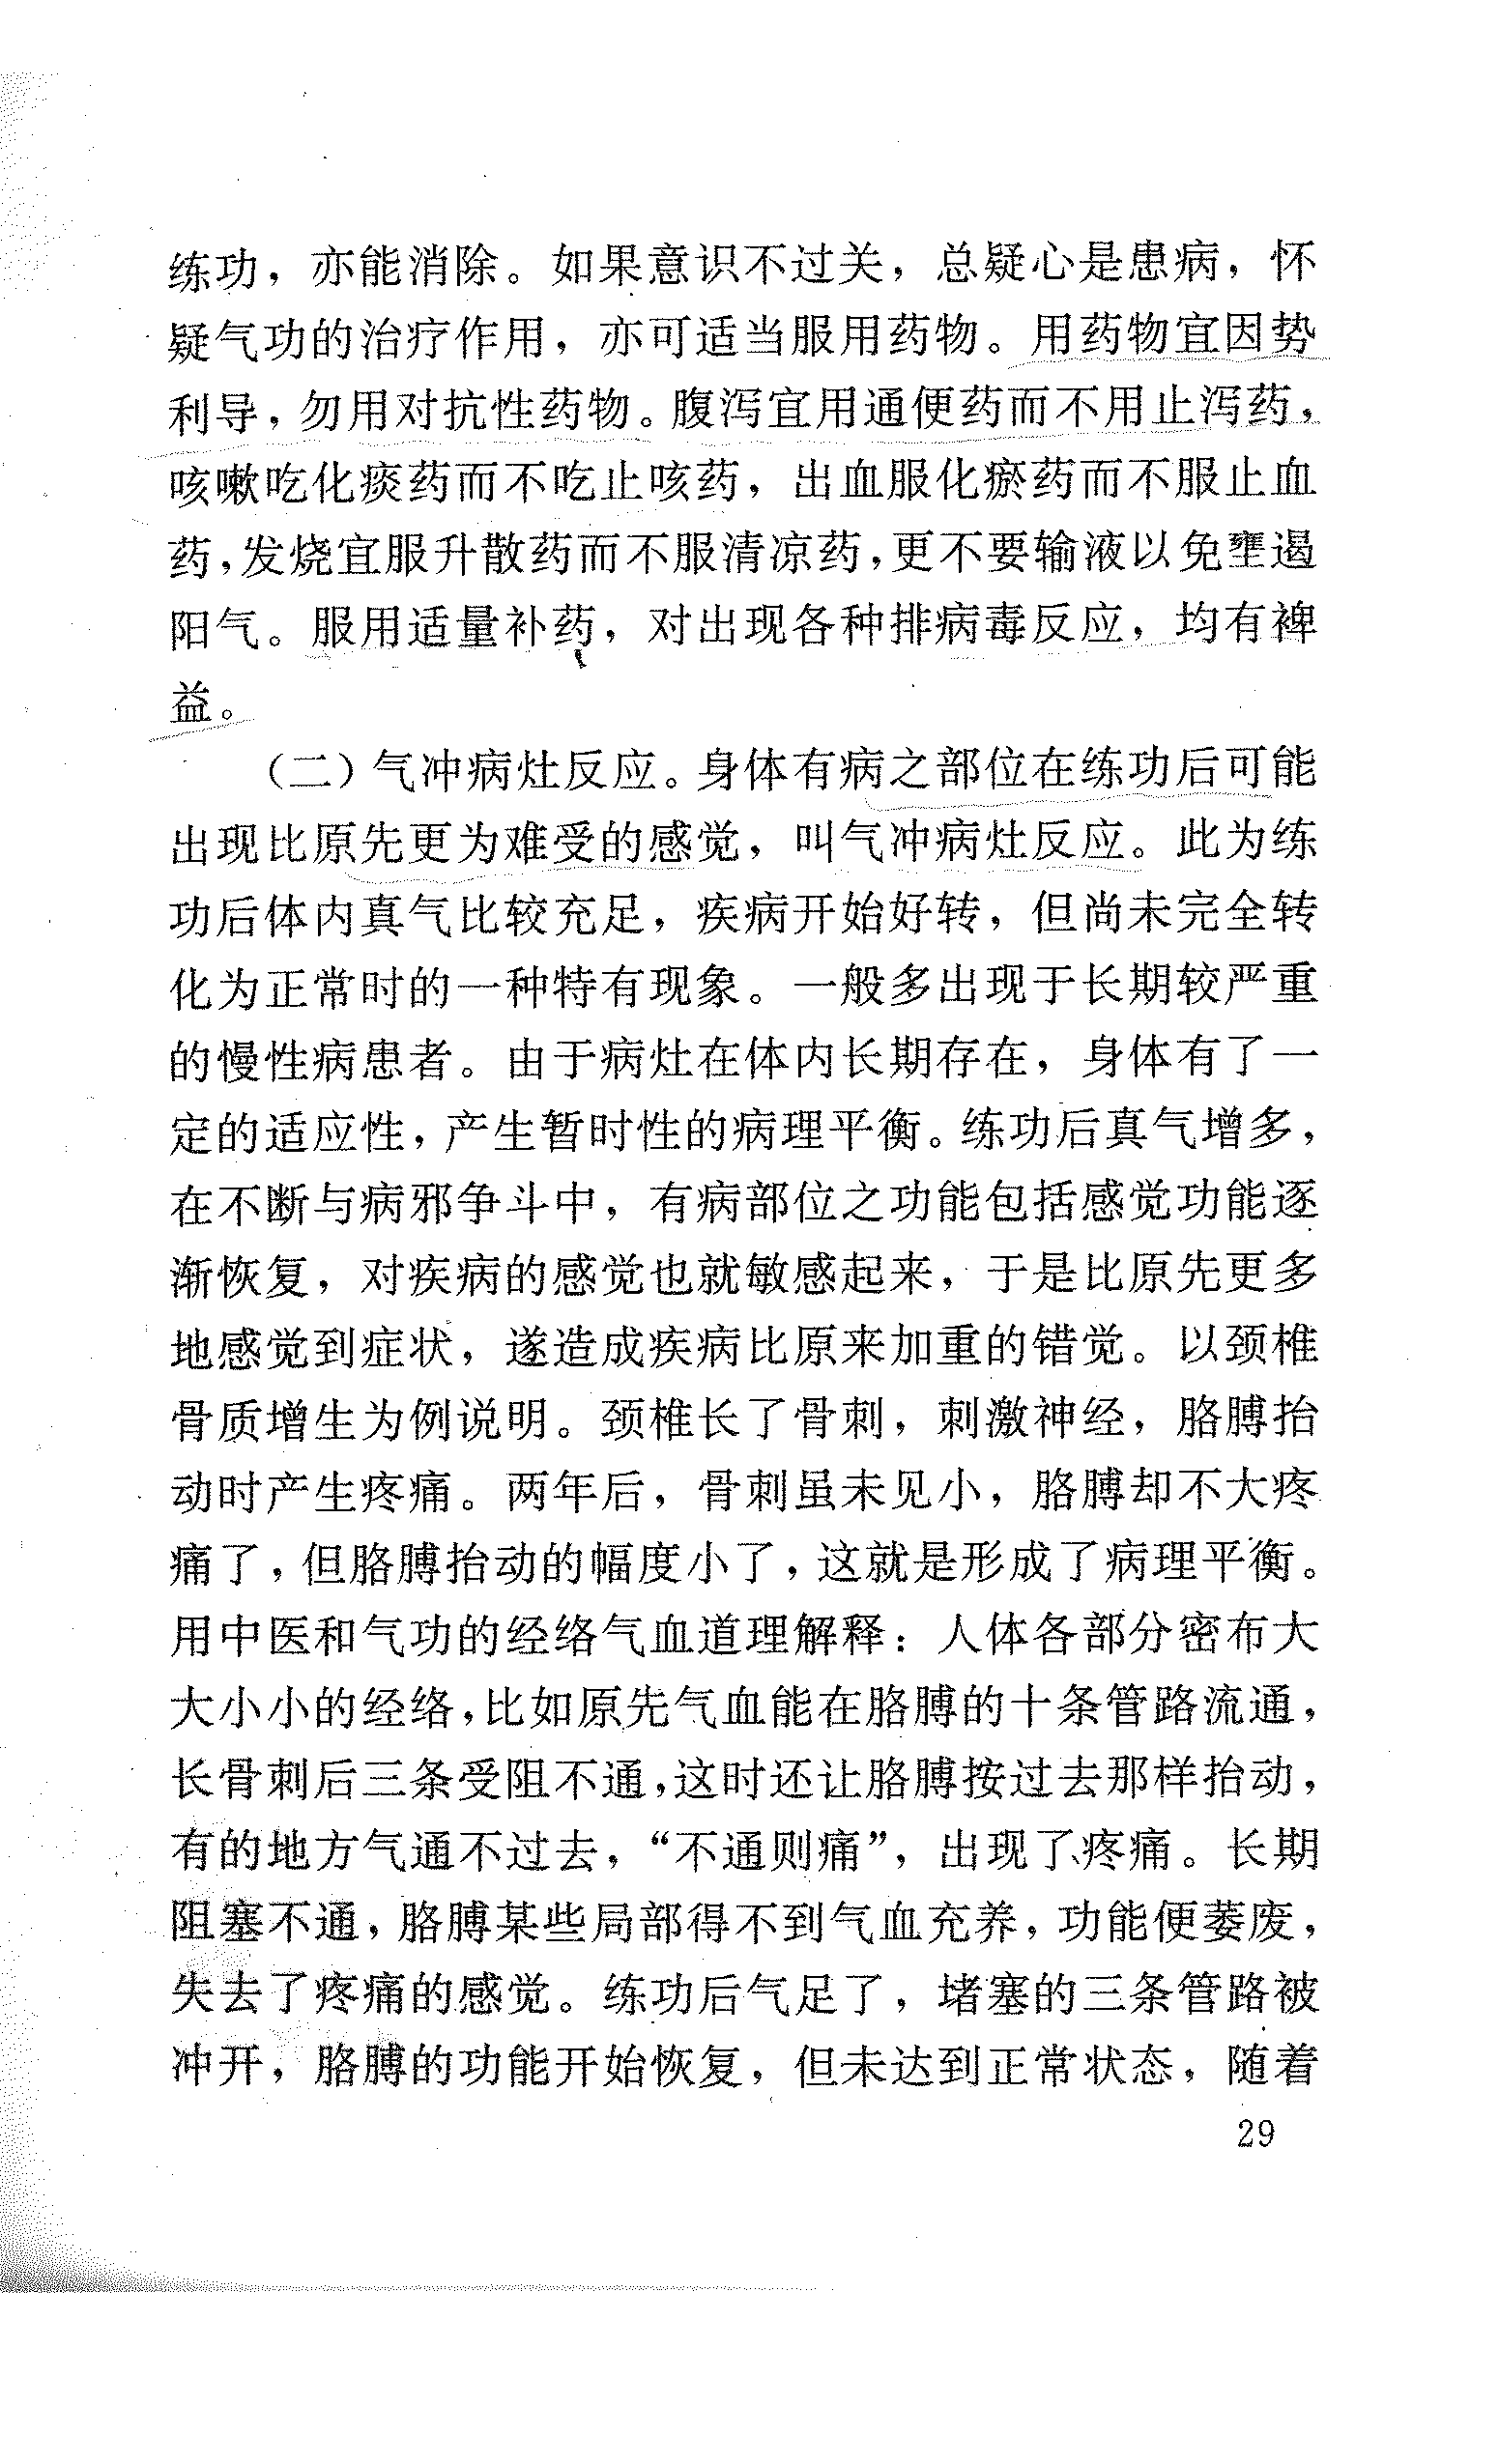 练功，亦能消除。如果意识不过关，总疑心是患病，怀
疑气功的治疗作用，亦可适当服用药物。用药物宜因势
利导，勿用对抗性药物。腹泻宜用通便药而不用止泻药，
咳嗽吃化痰药而不吃止咳药，出血服化瘀药而不服止血
药，发烧宜服升散药而不服清凉药，更不要输液以免壅遏
阳气。服用适量补药，对出现各种排病毒反应，均有裨
益。
（二）气冲病灶反应。身体有病之部位在练功后可能
出现比原先更为难受的感觉，叫气冲病灶反应。此为练
功后体内真气比较充足，疾病开始好转，但尚未完全转
化为正常时的一种特有现象。一般多出现于长期较严重
的慢性病患者。由于病灶在体内长期存在，身体有了一
定的适应性，产生暂时性的病理平衡。练功后真气增多，
在不断与病邪争斗中，有病部位之功能包括感觉功能逐
渐恢复，对疾病的感觉也就敏感起来，于是比原先更多
地感觉到症状，遂造成疾病比原来加重的错觉。以颈椎
骨质增生为例说明。颈椎长了骨刺，刺激神经，胳膊抬
动时产生疼痛。两年后，骨刺虽未见小，胳膊却不大疼
痛了，但胳膊抬动的幅度小了，这就是形成了病理平衡。
用中医和气功的经络气血道理解释：人体各部分密布大
大小小的经络，比如原先气血能在胳膊的十条管路流通，
长骨刺后三条受阻不通，这时还让胳膊按过去那样抬动，
有的地方气通不过去，“不通则痛”，出现了疼痛。长期
阻塞不通，胳膊某些局部得不到气血充养，功能便萎废，
失去了疼痛的感觉。练功后气足了，堵塞的三条管路被
冲开，胳膊的功能开始恢复，但未达到正常状态，随着
29